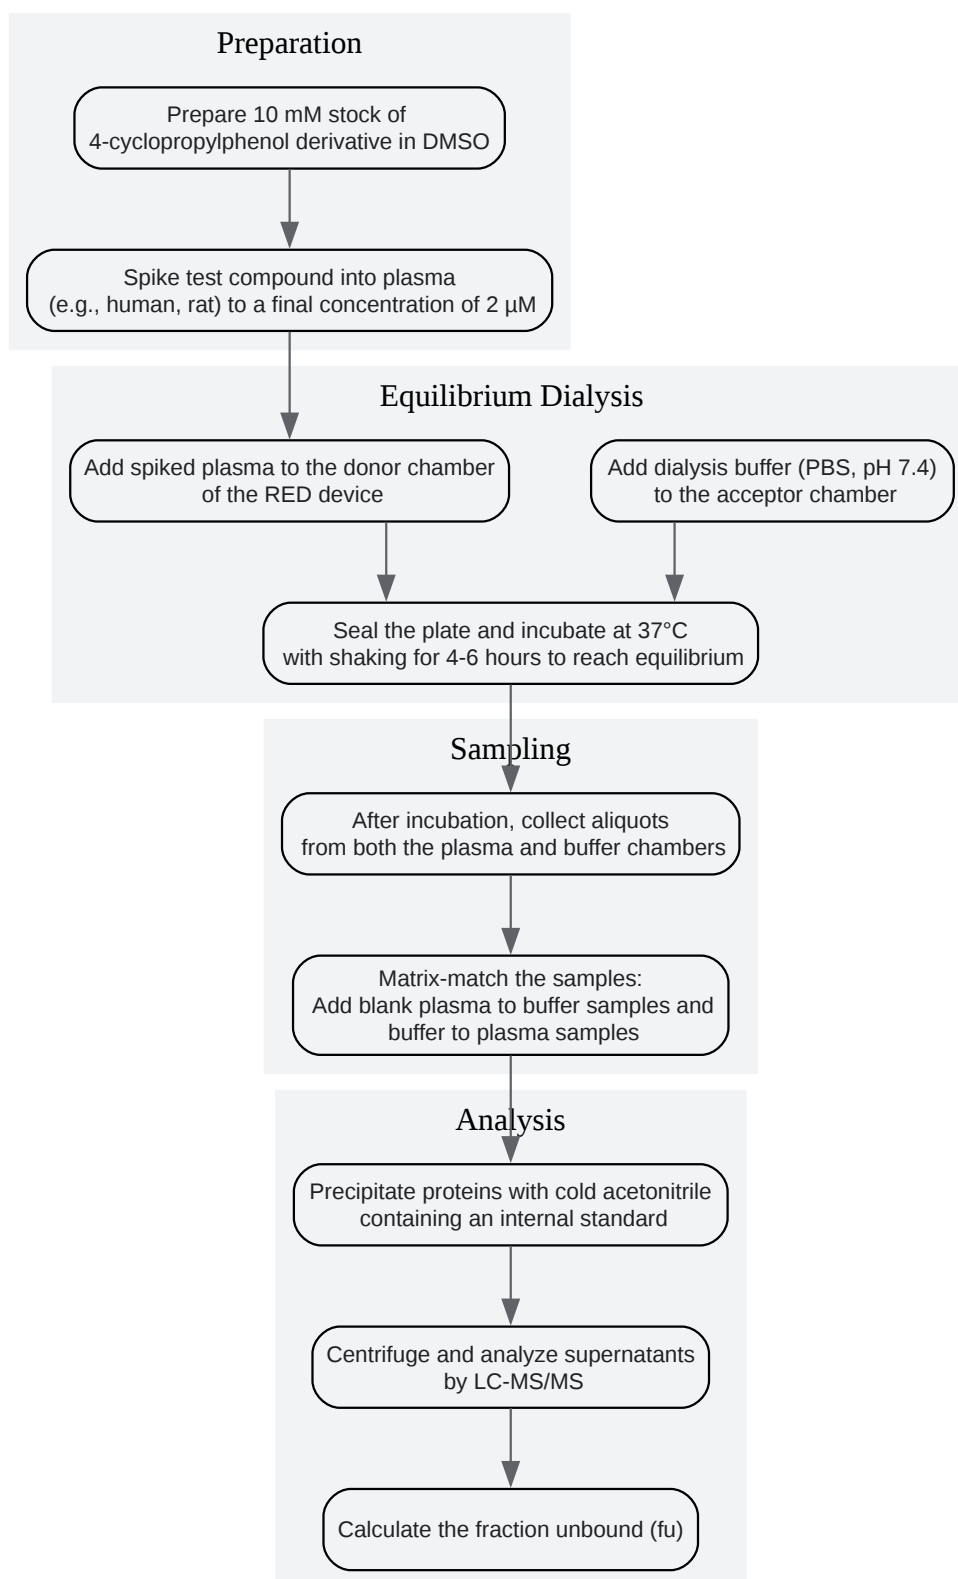 Preparation
Prepare 10 mM stock of
4-cyclopropylphenol derivative in DMSO
Spike test compound into plasma
(e.g., human, rat) to a final concentration of 2 µM
Equilibrium Dialysis
Add spiked plasma to the donor chamber
of the RED device
Add dialysis buffer (PBS, pH 7.4)
to the acceptor chamber
Seal the plate and incubate at 37°C
with shaking for 4-6 hours to reach equilibrium
Sampling
After incubation, collect aliquots
from both the plasma and buffer chambers
Matrix-match the samples:
Add blank plasma to buffer samples and
buffer to plasma samples
Analysis
Precipitate proteins with cold acetonitrile
containing an internal standard
Centrifuge and analyze supernatants
by LC-MS/MS
Calculate the fraction unbound (fu)